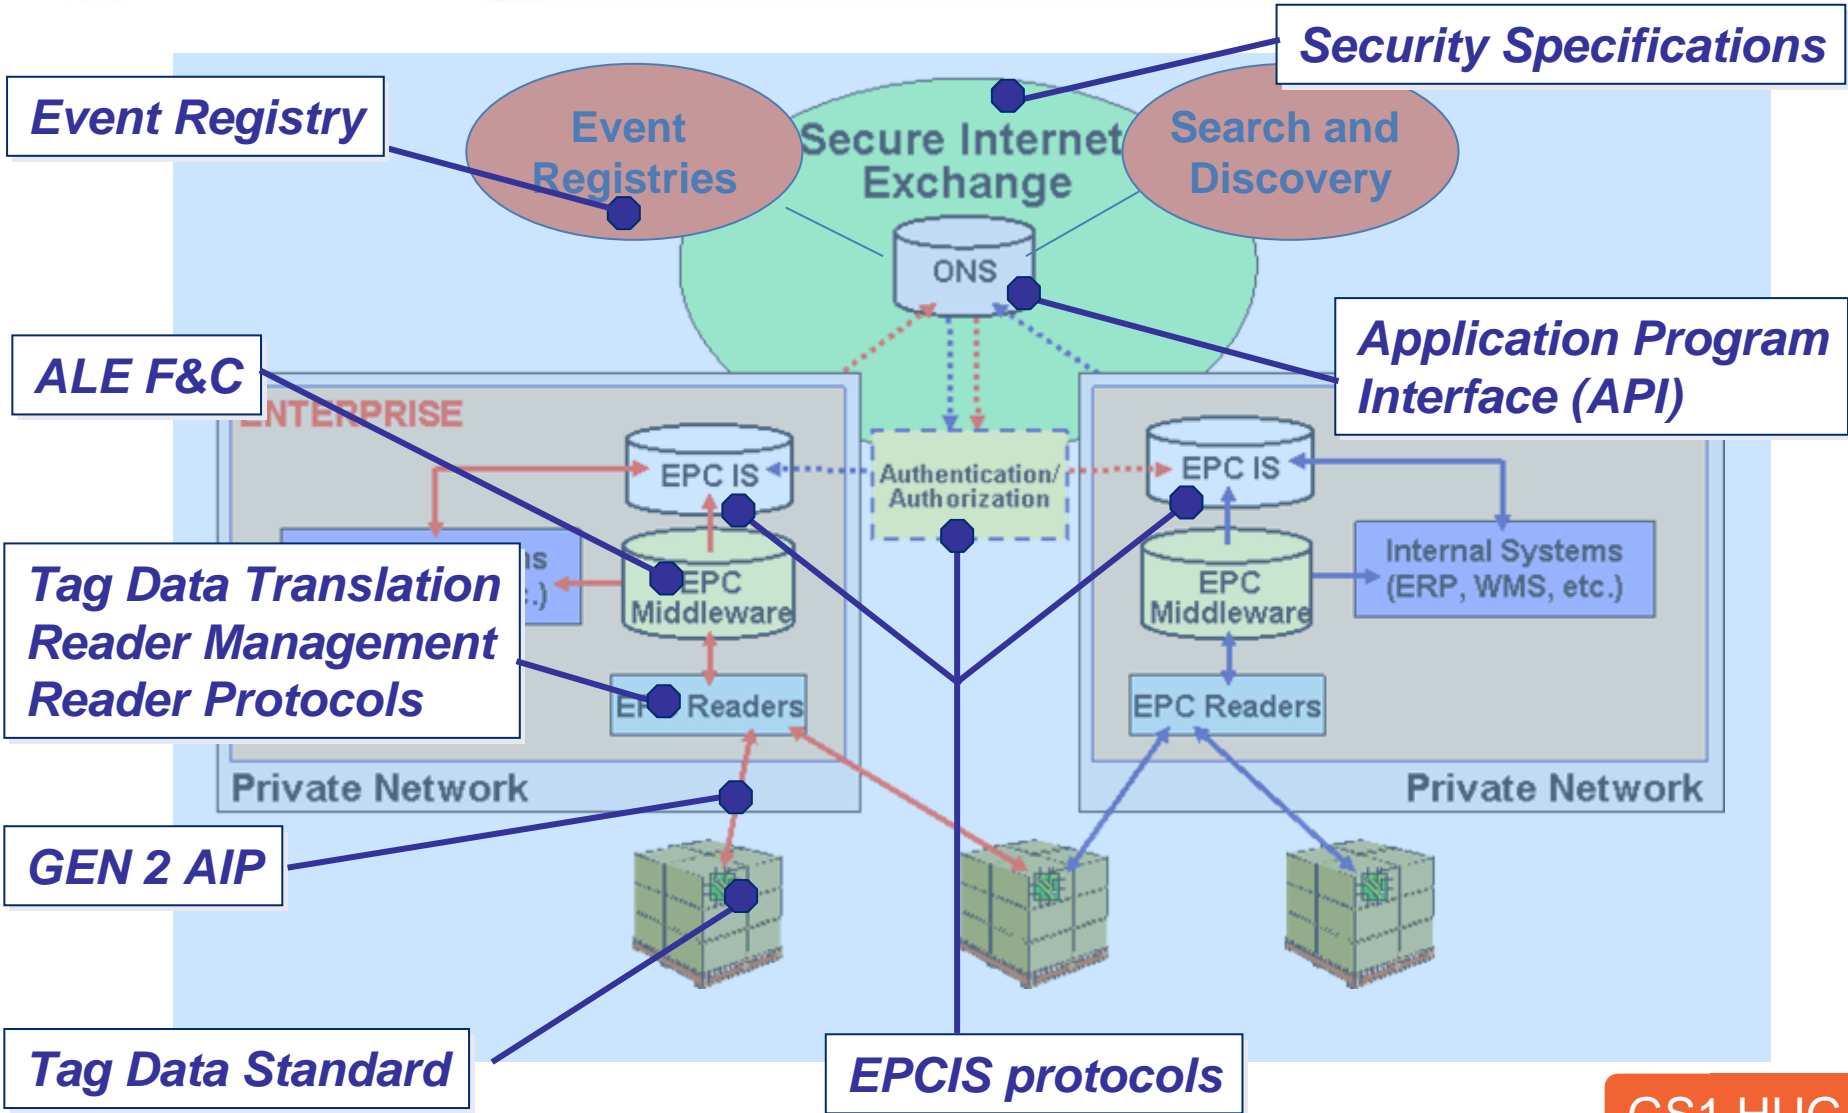 Security Specifications
Event Registry
Event
Registries
Secure Internet
Exchange
Search and
Discovery
ONS
Application Program
Interface (API)
ALE F&C
ENTERPRISE
EPC IS
Authentication/
Authorization
EPC IS
Tag Data Translation
Reader Management
Reader Protocols
EPC
Middleware
EPC
Middleware
Internal Systems
(ERP, WMS, etc.)
Readers
EPC Readers
Private Network
Private Network
GEN 2 AIP
Tag Data Standard
EPCIS protocols
GS1 HUG